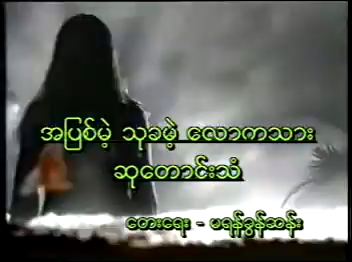 အပြစ်မဲ့ သုခမဲ့ လောကသား
ဆုတောင်းသံ
တေးရေး - မရန်ခွန်ဆန်း